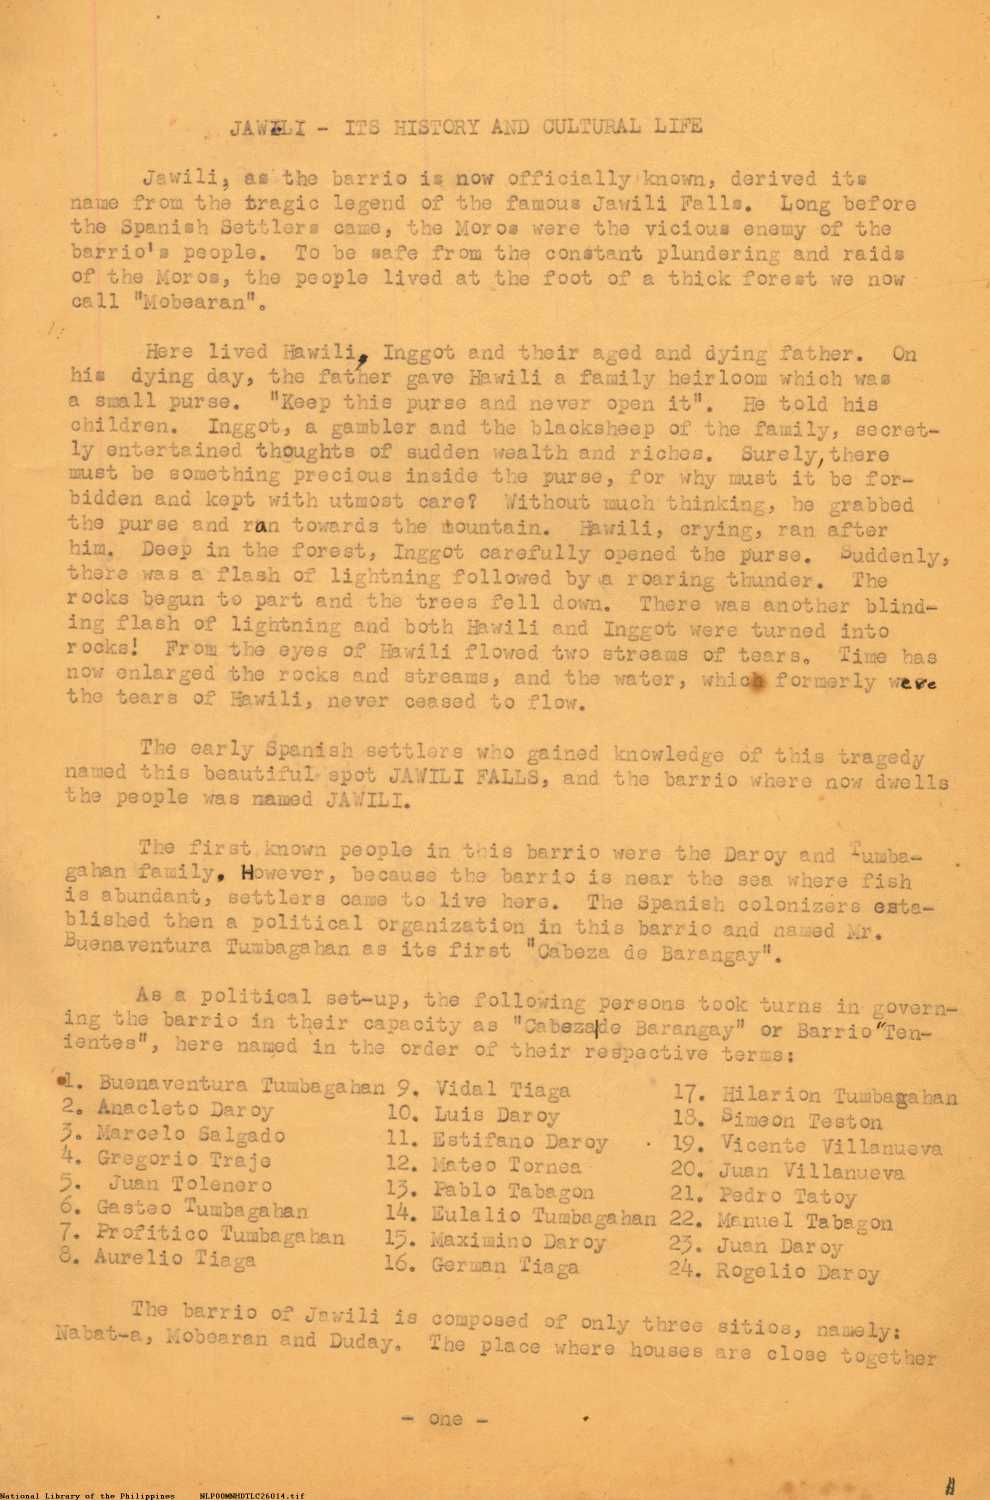 JAWILI - ITS HISTORY AND CULTURAL LIFE
Jawili, as the barrio is now officially known, derived its
name from the tragic legend of the famous Jawili Falls. Long before
the Spanish Settlers came, the Moros were the vicious enemy of the
barrio's people. To be safe from the constant plundering and raids
of the Moros, the people lived at the foot of a thick forest we now
call "Mobearan".
Here lived Hawili, Inggot and their aged and dying father. On
his dying day, the father gave Hawili a family heirloom which was
a small purse. "Keep this purse and never open it". He told his
children. Inggot, a gambler and the blacksheep of the family, secret-
ly entertained thoughts of sudden wealth and riches. Surely, there
must be something precious inside the purse, for why must it be for-
bidden and kept with utmost care? Without much thinking, he grabbed
the purse and ran towards the mountain. Hawili, crying, ran after
him. Deep in the forest, Inggot carefully opened the purse. Suddenly,
there was a flash of lightning followed by a roaring thunder. The
rocks begun to part and the trees fell down. There was another blind-
ing flash of lightning and both Hawili and Inggot were turned into
rocks! From the eyes of Hawili flowed two streams of tears. Time has
now enlarged the rocks and streams, and the water, which formerly were
the tears of Hawili, never ceased to flow.
The early Spanish settlers who gained knowledge of this tragedy
named this beautiful spot JAWILI FALLS, and the barrio where now dwells
the people was named JAWILI.
The first known people in this barrio were the Daroy and Tumba-
gahan family. However, because the barrio is near the sea where fish
is abundant, settlers came to live here. The Spanish colonizers esta-
blished then a political organization in this barrio and named Mr.
Buenaventura Tumbagahan as its first "Cabeza de Barangay".
As a political set-up, the following persons took turns in govern-
ing the barrio in their capacity as "Cabeza de Barangay" or Barrio "Ten-
ientes", here named in the order of their respective terms:
1. Buenaventura Tumbagahan 9. Vidal Tiaga 17. Hilarion Tumbagahan
2. Anacleto Daroy 10. Luis Daroy 18. Simeon Teston
3. Marcelo Salgado 11. Estifano Daroy 19. Vicente Villanueva
4. Gregorio Traje 12. Mateo Tornea 20. Juan Villanueva
5. Juan Tolenero 13. Pablo Tabagon 21. Pedro Tatoy
6. Gasteo Tumbagahan 14. Eulalio Tumbagahan 22. Manuel Tabagon
7. Profitico Tumbagahan 15. Maximino Daroy 23. Juan Daroy
8. Aurelio Tiaga 16. German Tiaga 24. Rogelio Daroy
The barrio of Jawili is composed of only three sitios, namely:
Nabat-a, Mobearan and Duday. The place where houses are close together
- one -
National Library of the Philippines NLPOOMNHDTLC26014.tif